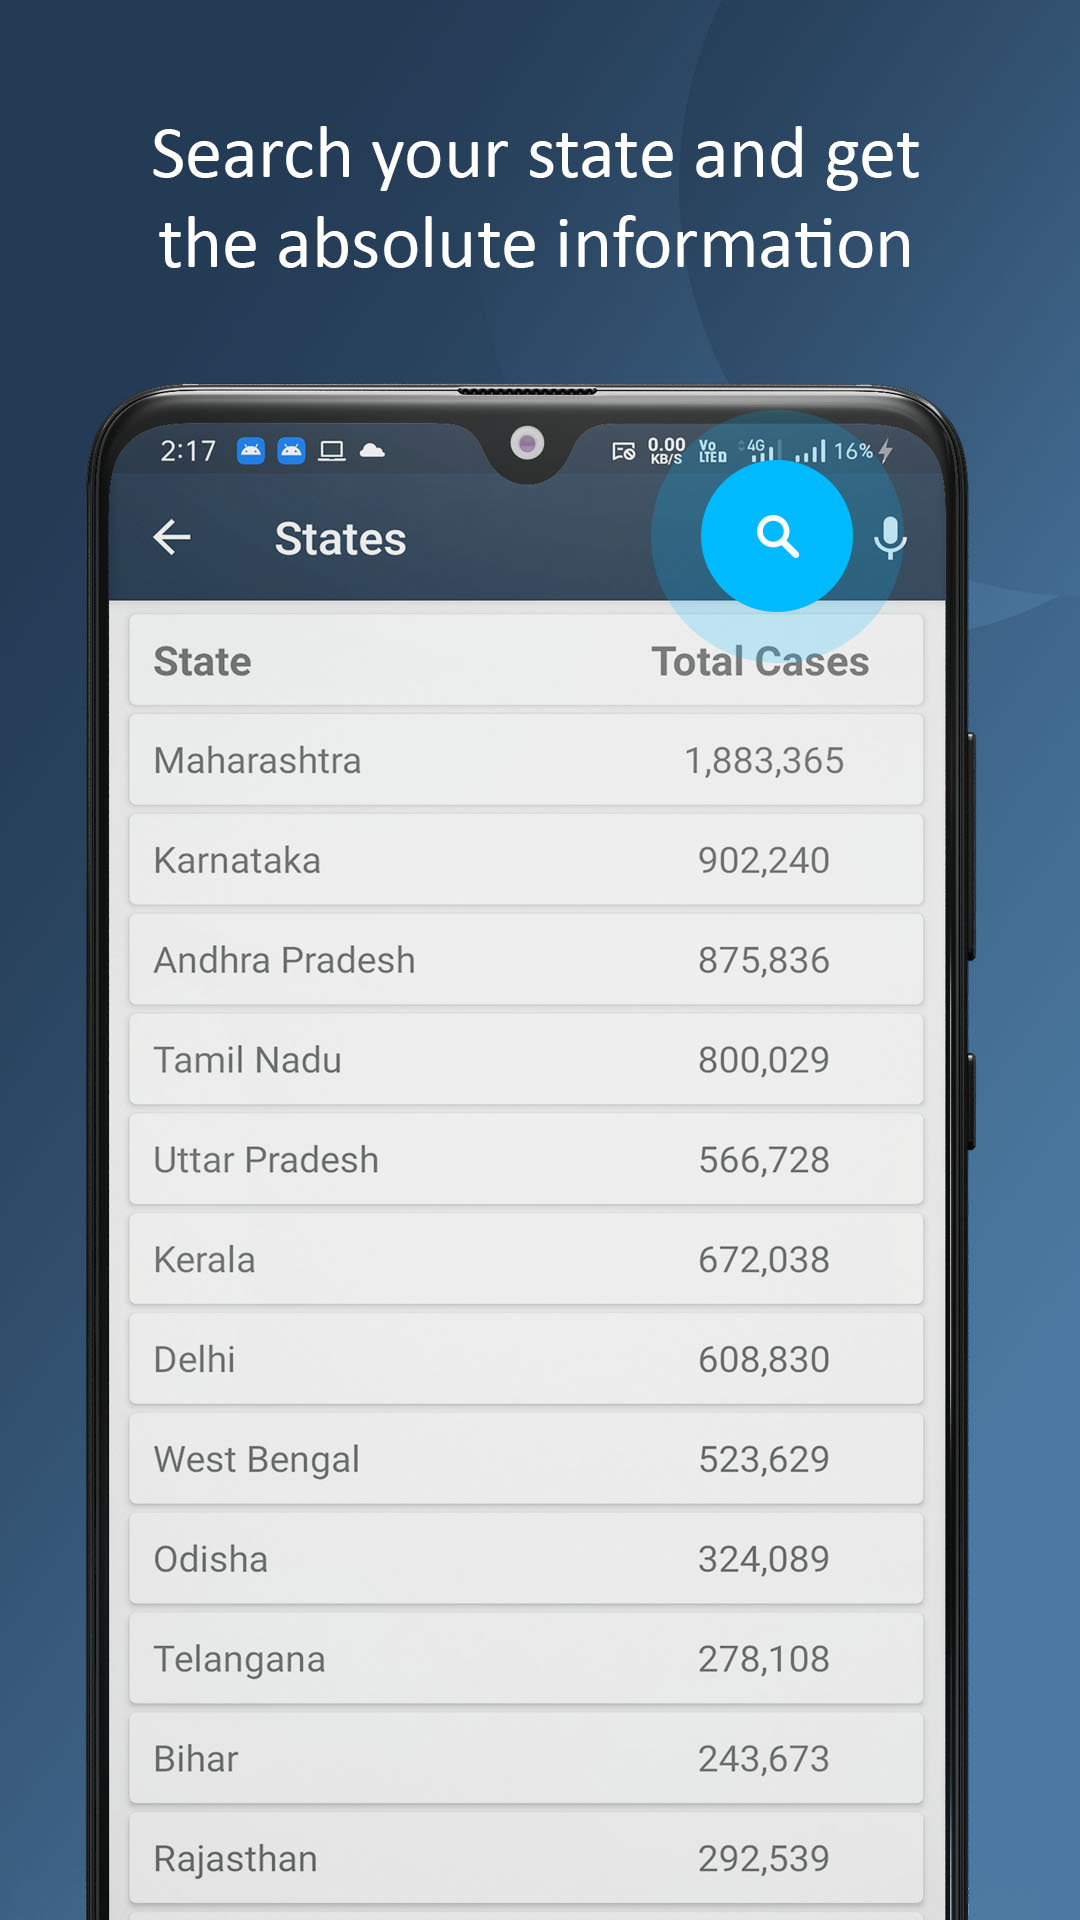 Search your state and get
the absolute information
2:17 0.00 KB/S Vo LTE 4G 16%
States
State Total Cases
Maharashtra 1,883,365
Karnataka 902,240
Andhra Pradesh 875,836
Tamil Nadu 800,029
Uttar Pradesh 566,728
Kerala 672,038
Delhi 608,830
West Bengal 523,629
Odisha 324,089
Telangana 278,108
Bihar 243,673
Rajasthan 292,539